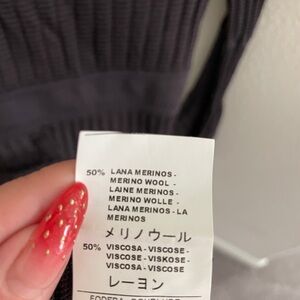 50% LANA MERINOS -
MERINO WOOL -
LAINE MERINOS -
MERINO WOLLE -
LANA MERINOS - LA
MERINOS
メリノウール
50% VISCOSA - VISCOSE -
VISCOSE - VISKOSE -
VISCOSA - VISCOSE
レーヨン